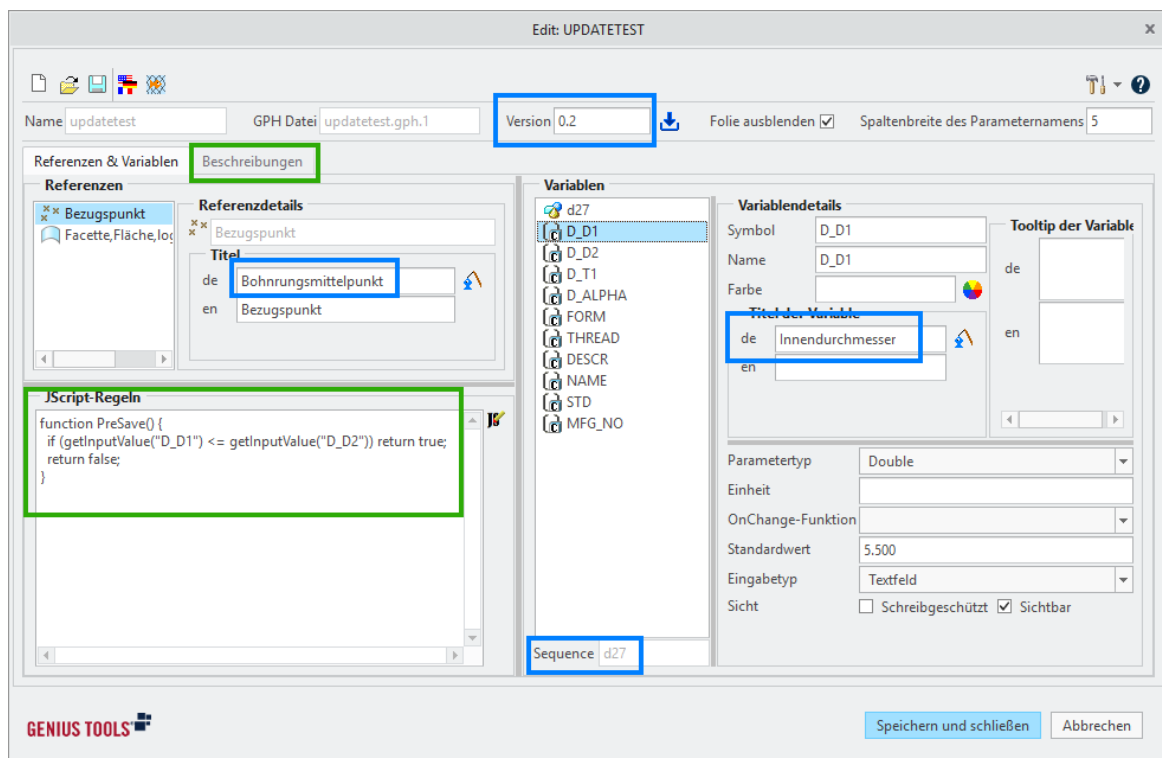 Edit: UPDATETEST
Name updatetest GPH Datei updatetest.gph.1 Version 0.2 Folie ausblenden Spaltenbreite des Parameternamens 5
Referenzen & Variablen Beschreibungen
Referenzen
Bezugspunkt
Facette,Fläche,log
Referenzdetails
Bezugspunkt
Titel
de Bohnrungsmittelpunkt
en Bezugspunkt
JScript-Regeln
function PreSave() {
if (getInputValue("D_D1") <= getInputValue("D_D2")) return true;
return false;
}
Variablen
d27
D_D1
D_D2
D_T1
D_ALPHA
FORM
THREAD
DESCR
NAME
STD
MFG_NO
Sequence d27
Variablendetails
Symbol D_D1
Name D_D1
Farbe
Titel der Variable
de Innendurchmesser
en
Tooltip der Variable
de
en
Parametertyp Double
Einheit
OnChange-Funktion
Standardwert 5.500
Eingabetyp Textfeld
Sicht Schreibgeschützt Sichtbar
GENIUS TOOLS
Speichern und schließen Abbrechen